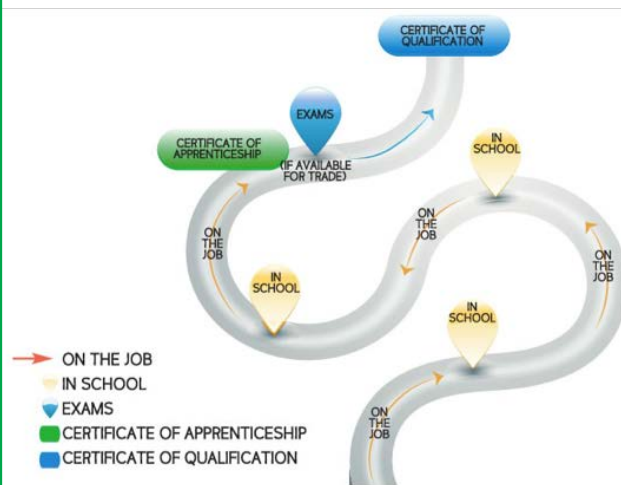 CERTIFICATE OF
QUALIFICATION
EXAMS
CERTIFICATE OF
APPRENTICESHIP
(IF AVAILABLE
FOR TRADE)
IN
SCHOOL
ON
THE
JOB
ON
THE
JOB
ON
THE
JOB
IN
SCHOOL
IN
SCHOOL
ON
THE
JOB
ON THE JOB
IN SCHOOL
EXAMS
CERTIFICATE OF APPRENTICESHIP
CERTIFICATE OF QUALIFICATION